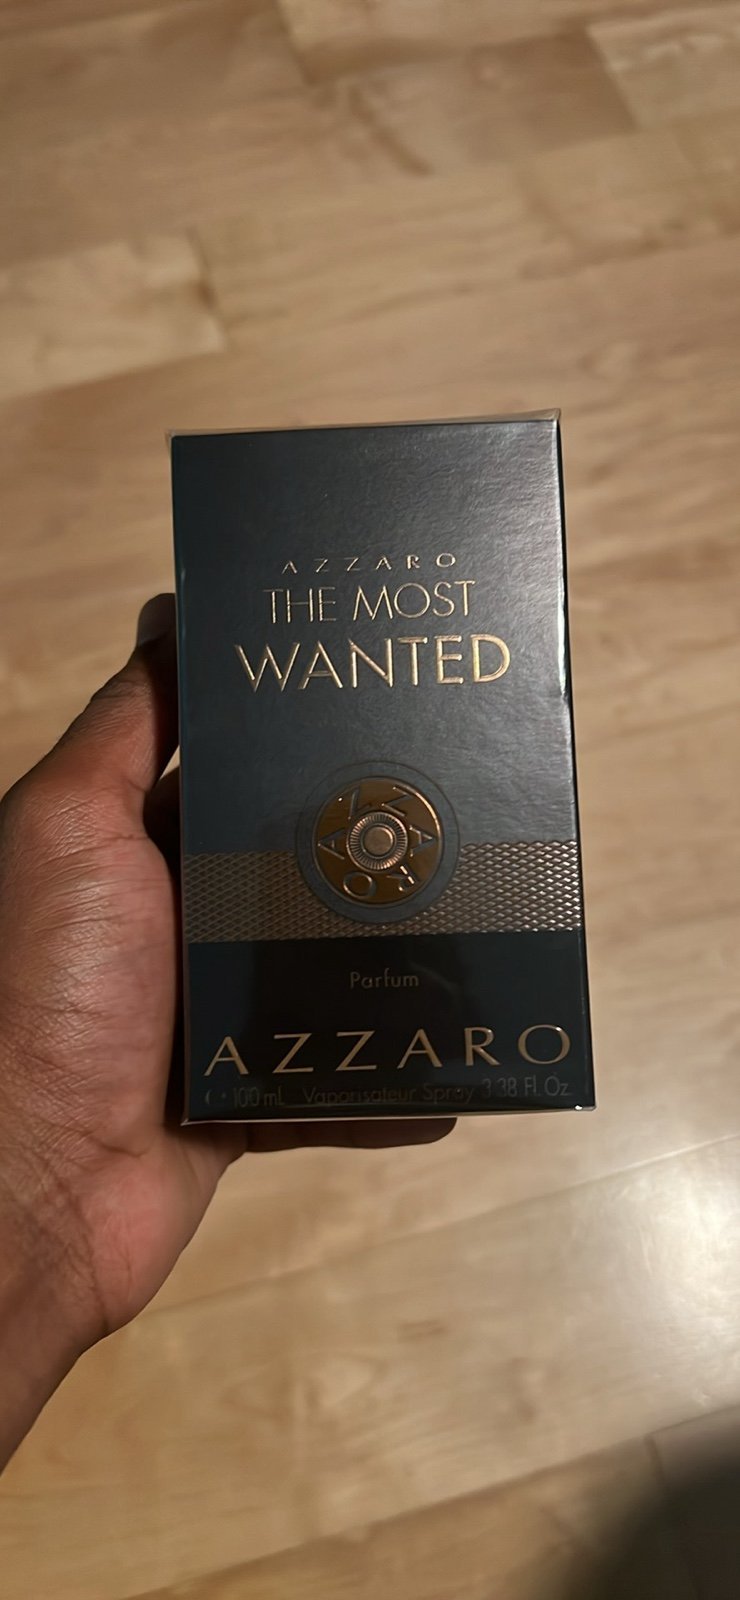 AZZARO
THE MOST
WANTED
AZZARO
Parfum
AZZARO
100 mL Vaporisateur Spray 3.38 Fl. Oz